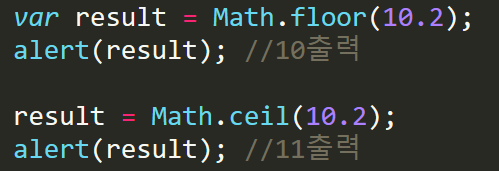 var result = Math.floor(10.2);
alert(result); //10출력
result = Math.ceil(10.2);
alert(result); //11출력